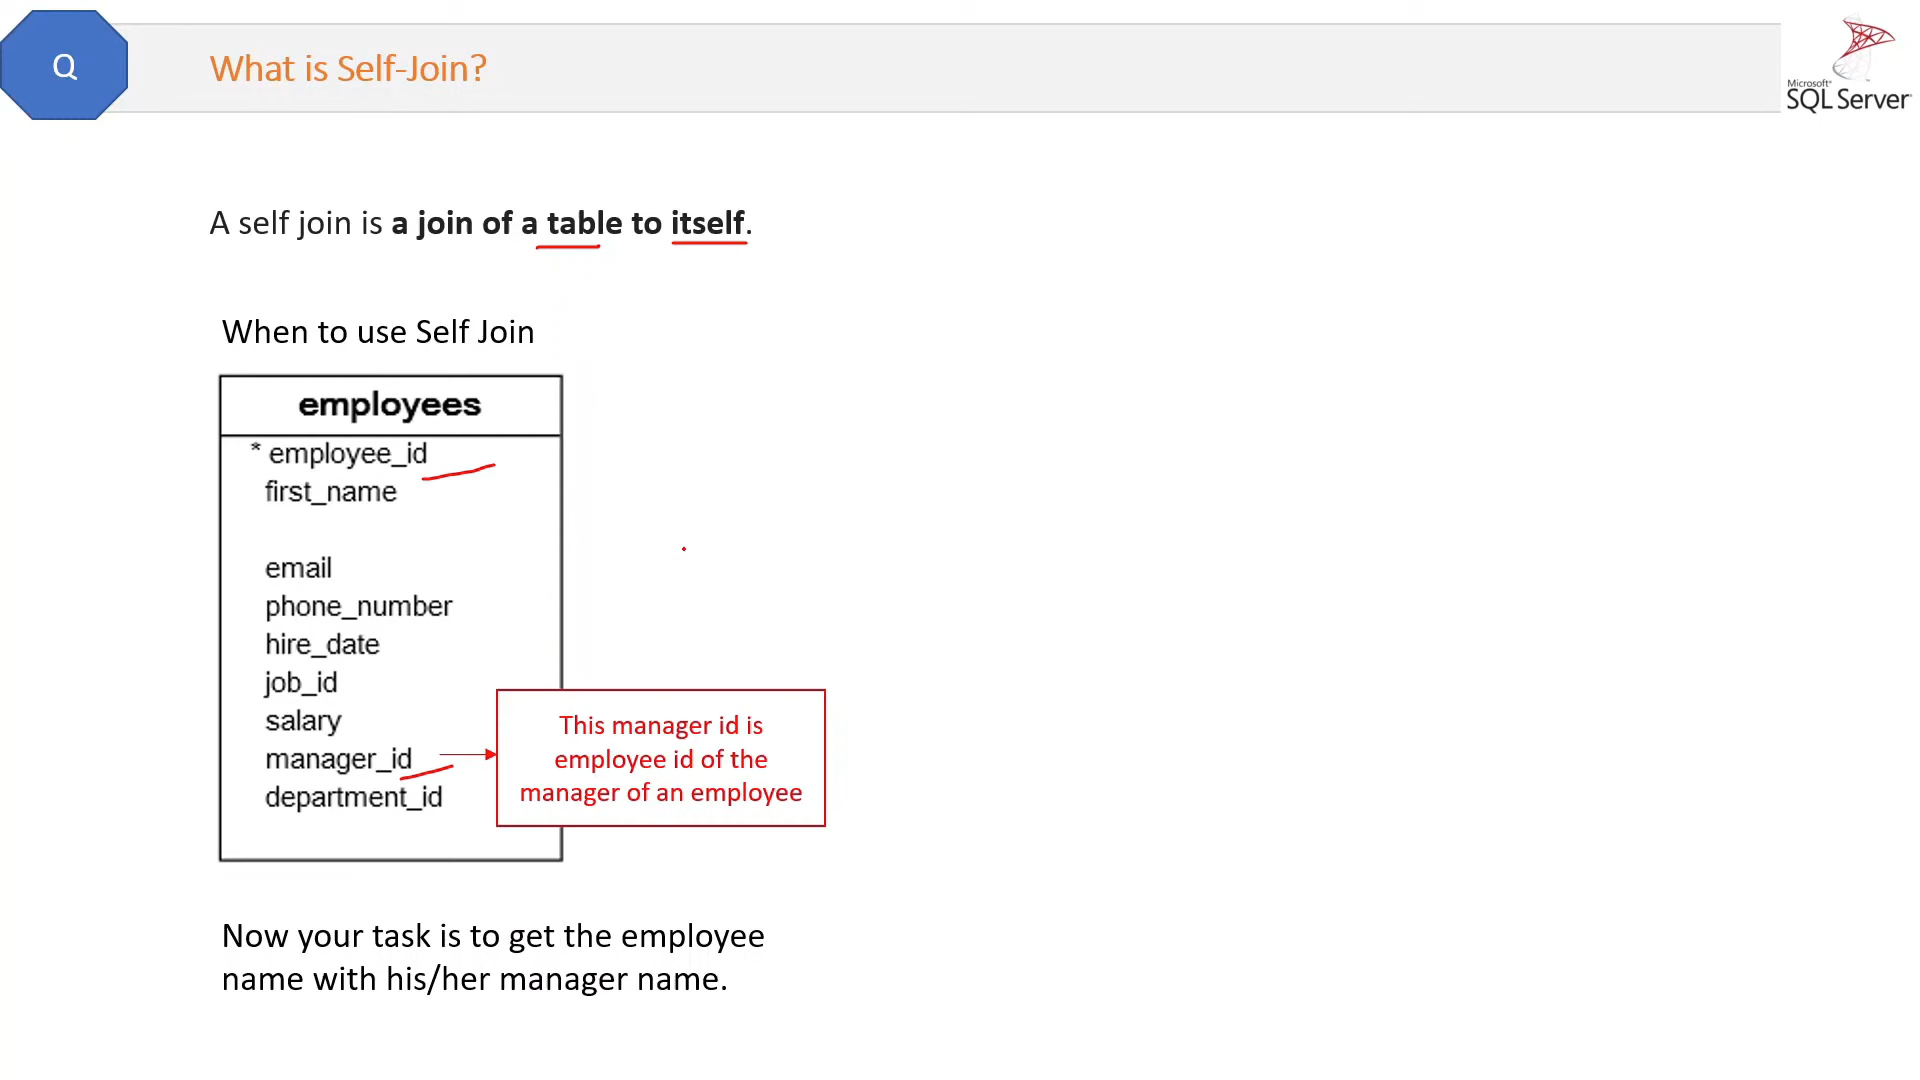 Q
What is Self-Join?
Microsoft®
SQL Server
A self join is a join of a table to itself.
When to use Self Join
employees
* employee_id
first_name
email
phone_number
hire_date
job_id
salary
manager_id
department_id
This manager id is
employee id of the
manager of an employee
Now your task is to get the employee
name with his/her manager name.